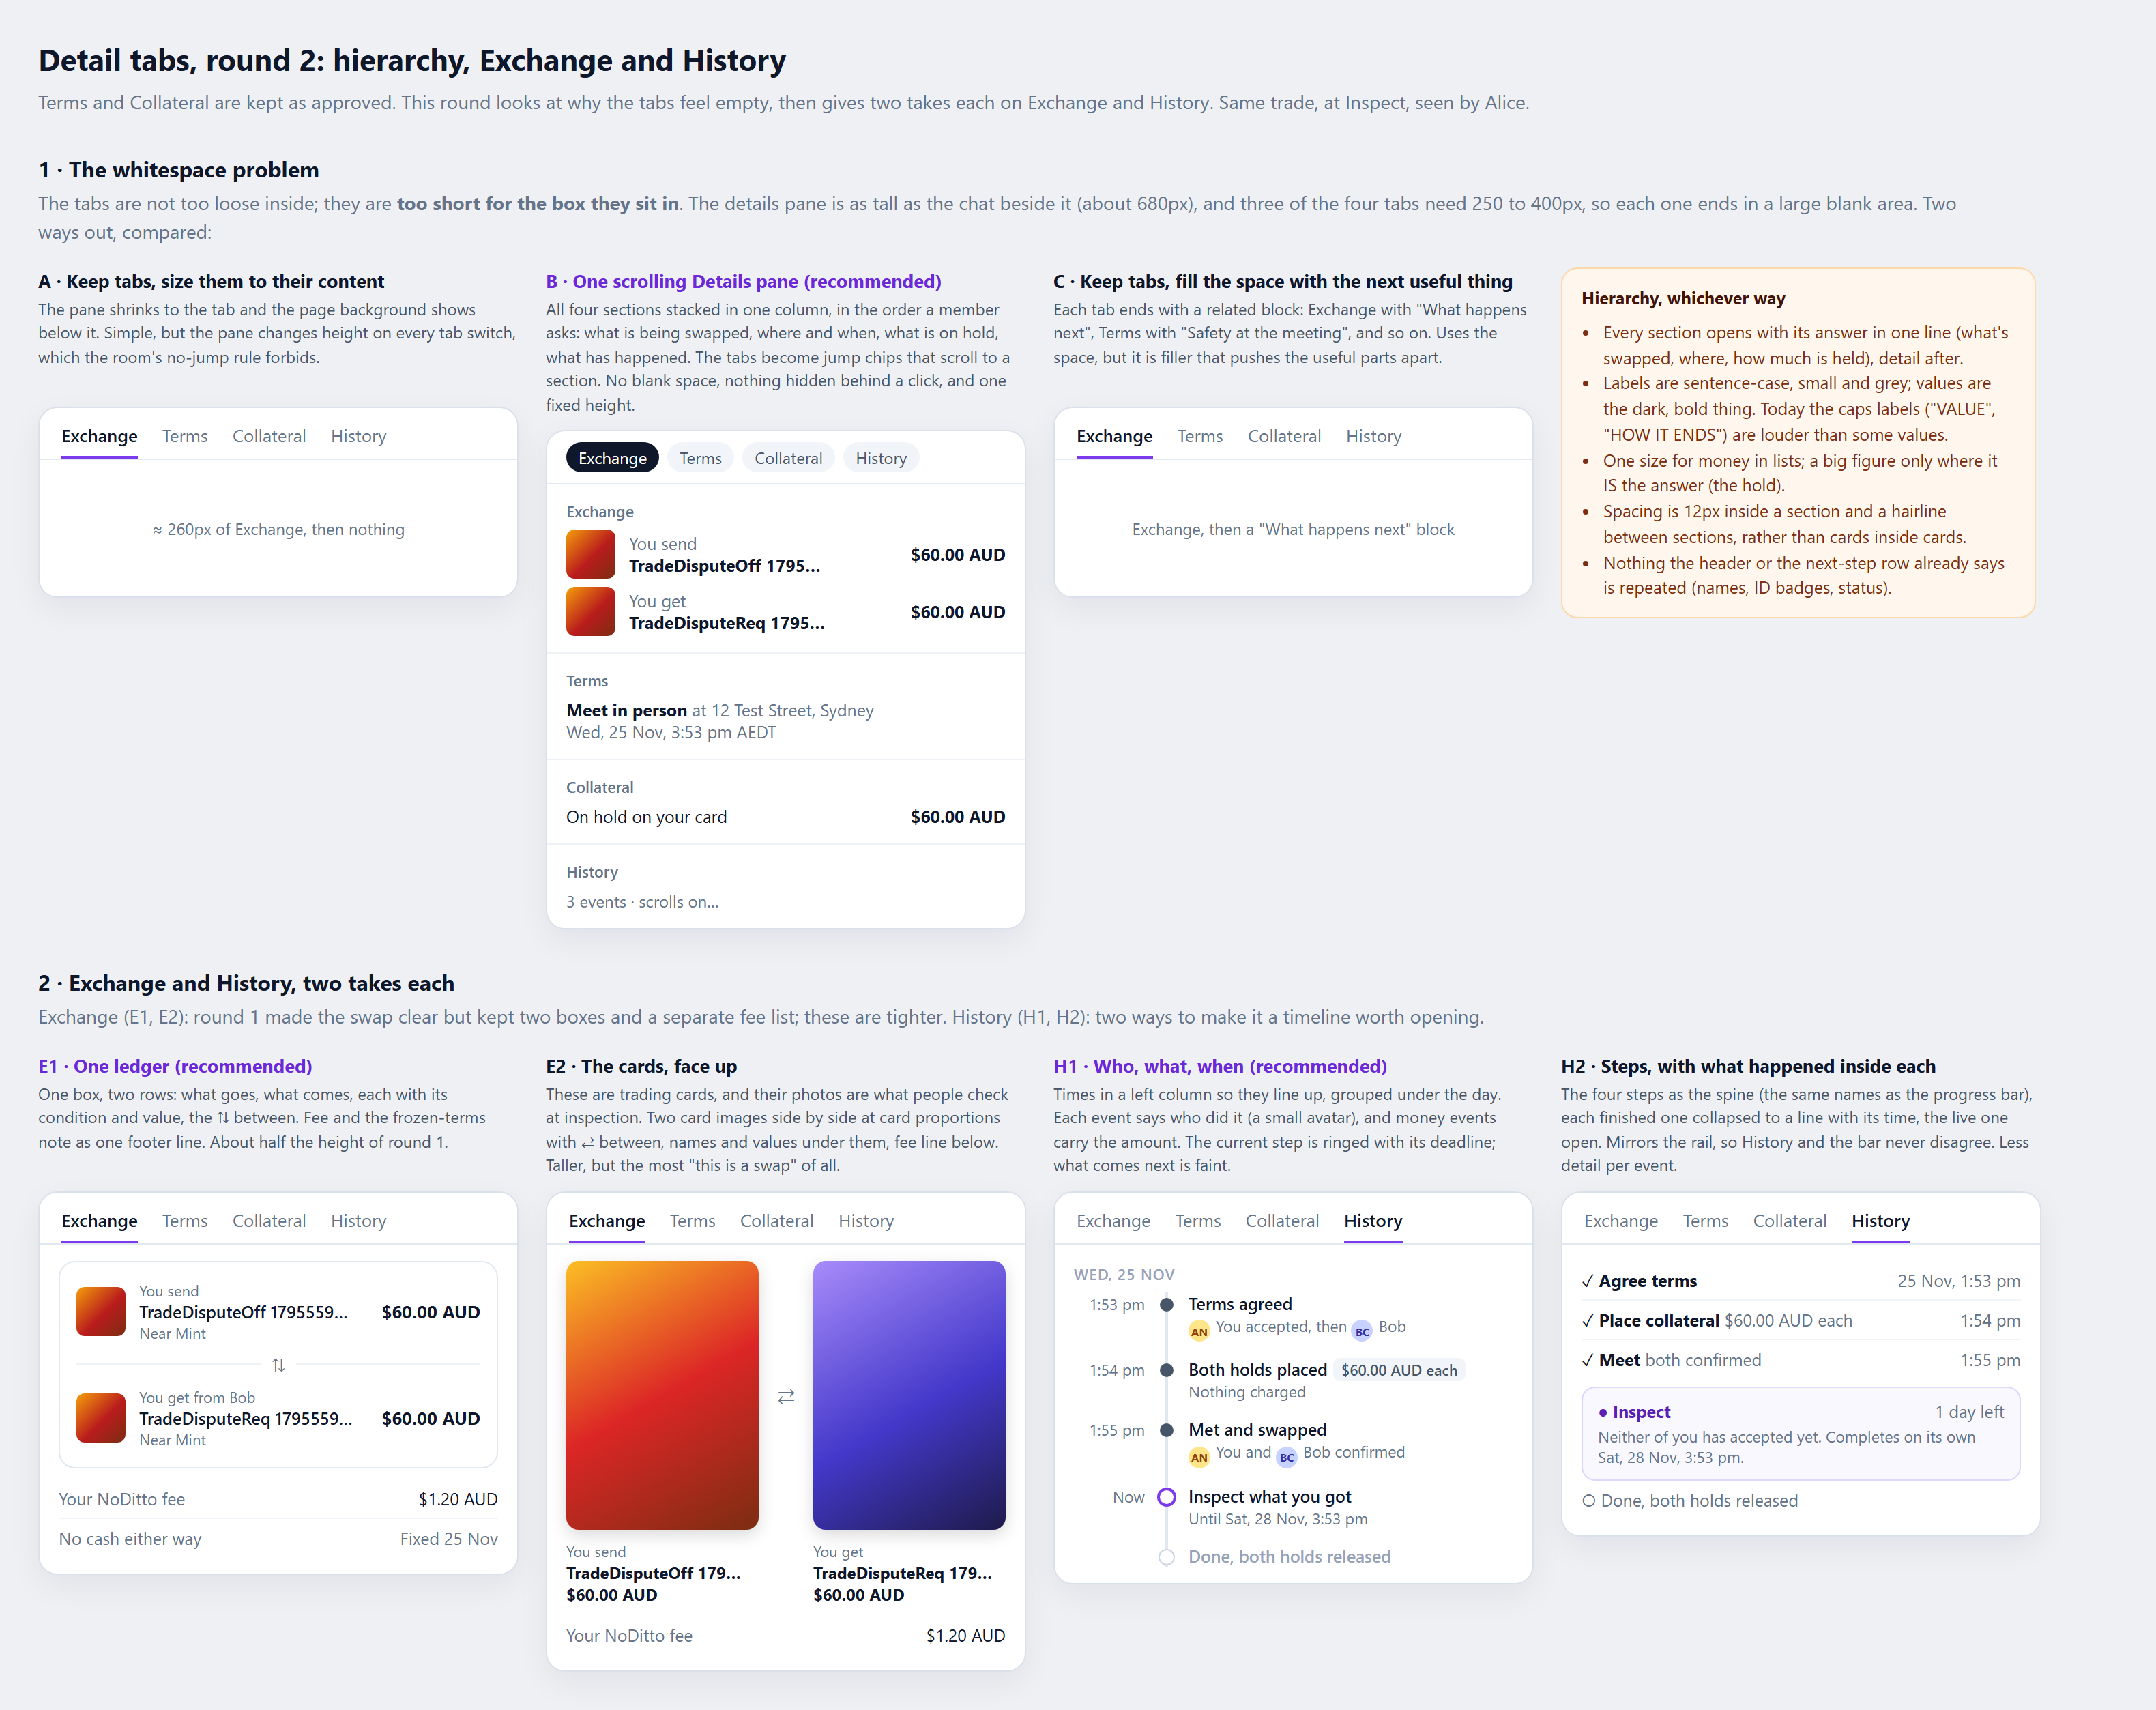 Detail tabs, round 2: hierarchy, Exchange and History
Terms and Collateral are kept as approved. This round looks at why the tabs feel empty, then gives two takes each on Exchange and History. Same trade, at Inspect, seen by Alice.
1 · The whitespace problem
The tabs are not too loose inside; they are too short for the box they sit in. The details pane is as tall as the chat beside it (about 680px), and three of the four tabs need 250 to 400px, so each one ends in a large blank area. Two
ways out, compared:
A · Keep tabs, size them to their content
The pane shrinks to the tab and the page background shows
below it. Simple, but the pane changes height on every tab switch,
which the room's no-jump rule forbids.
Exchange Terms Collateral History
≈ 260px of Exchange, then nothing
B · One scrolling Details pane (recommended)
All four sections stacked in one column, in the order a member
asks: what is being swapped, where and when, what is on hold,
what has happened. The tabs become jump chips that scroll to a
section. No blank space, nothing hidden behind a click, and one
fixed height.
Exchange Terms Collateral History
Exchange
You send
TradeDisputeOff 1795... $60.00 AUD
You get
TradeDisputeReq 1795... $60.00 AUD
Terms
Meet in person at 12 Test Street, Sydney
Wed, 25 Nov, 3:53 pm AEDT
Collateral
On hold on your card $60.00 AUD
History
3 events · scrolls on...
C · Keep tabs, fill the space with the next useful thing
Each tab ends with a related block: Exchange with "What happens
next", Terms with "Safety at the meeting", and so on. Uses the
space, but it is filler that pushes the useful parts apart.
Exchange Terms Collateral History
Exchange, then a "What happens next" block
Hierarchy, whichever way
• Every section opens with its answer in one line (what's
swapped, where, how much is held), detail after.
• Labels are sentence-case, small and grey; values are
the dark, bold thing. Today the caps labels ("VALUE",
"HOW IT ENDS") are louder than some values.
• One size for money in lists; a big figure only where it
IS the answer (the hold).
• Spacing is 12px inside a section and a hairline
between sections, rather than cards inside cards.
• Nothing the header or the next-step row already says
is repeated (names, ID badges, status).
2 · Exchange and History, two takes each
Exchange (E1, E2): round 1 made the swap clear but kept two boxes and a separate fee list; these are tighter. History (H1, H2): two ways to make it a timeline worth opening.
E1 · One ledger (recommended)
One box, two rows: what goes, what comes, each with its
condition and value, the ⇅ between. Fee and the frozen-terms
note as one footer line. About half the height of round 1.
Exchange Terms Collateral History
You send
TradeDisputeOff 1795559... $60.00 AUD
Near Mint
⇅
You get from Bob
TradeDisputeReq 1795559... $60.00 AUD
Near Mint
Your NoDitto fee $1.20 AUD
No cash either way Fixed 25 Nov
E2 · The cards, face up
These are trading cards, and their photos are what people check
at inspection. Two card images side by side at card proportions
with ⇄ between, names and values under them, fee line below.
Taller, but the most "this is a swap" of all.
Exchange Terms Collateral History
⇄
You send
TradeDisputeOff 179...
$60.00 AUD
You get
TradeDisputeReq 179...
$60.00 AUD
Your NoDitto fee $1.20 AUD
H1 · Who, what, when (recommended)
Times in a left column so they line up, grouped under the day.
Each event says who did it (a small avatar), and money events
carry the amount. The current step is ringed with its deadline;
what comes next is faint.
Exchange Terms Collateral History
WED, 25 NOV
1:53 pm Terms agreed
AN You accepted, then BC Bob
1:54 pm Both holds placed $60.00 AUD each
Nothing charged
1:55 pm Met and swapped
AN You and BC Bob confirmed
Now Inspect what you got
Until Sat, 28 Nov, 3:53 pm
Done, both holds released
H2 · Steps, with what happened inside each
The four steps as the spine (the same names as the progress bar),
each finished one collapsed to a line with its time, the live one
open. Mirrors the rail, so History and the bar never disagree. Less
detail per event.
Exchange Terms Collateral History
✓ Agree terms 25 Nov, 1:53 pm
✓ Place collateral $60.00 AUD each 1:54 pm
✓ Meet both confirmed 1:55 pm
● Inspect 1 day left
Neither of you has accepted yet. Completes on its own
Sat, 28 Nov, 3:53 pm.
○ Done, both holds released